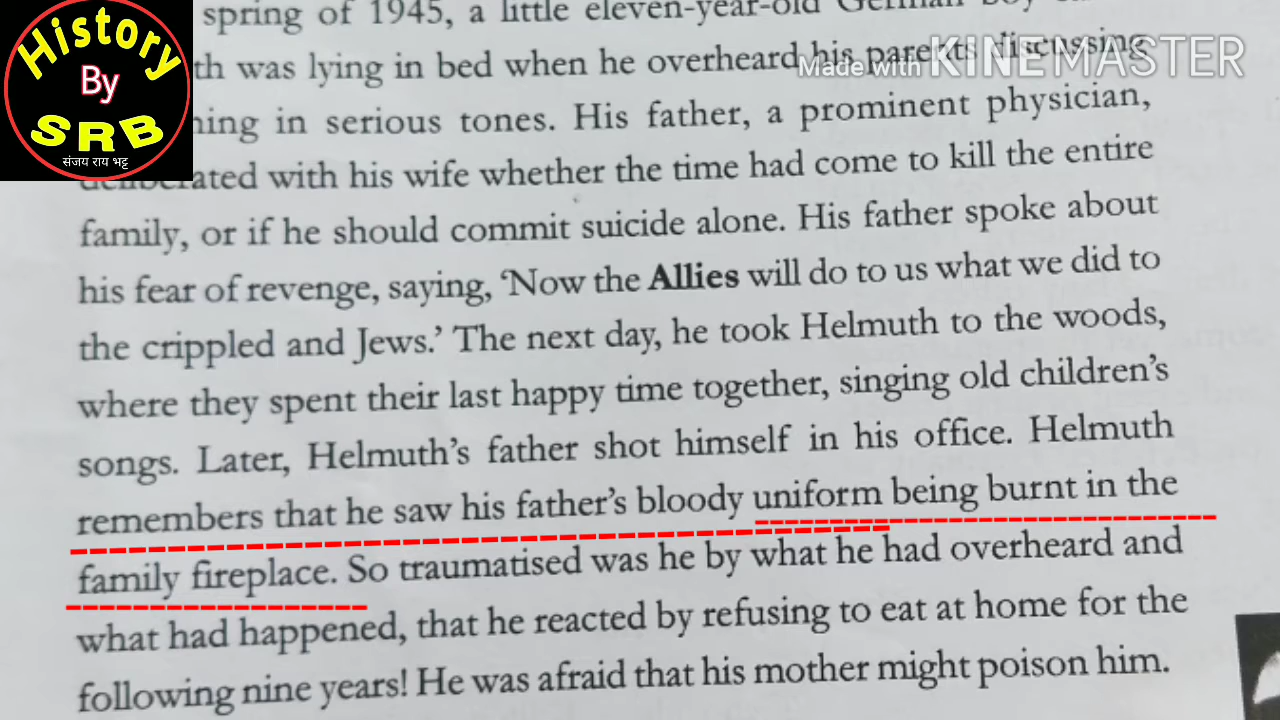 History
By
SRB
संजय राय भट्ट
Made with KINEMASTER
spring of 1945, a little eleven-year-old German boy
th was lying in bed when he overheard his parents discussing
hing in serious tones. His father, a prominent physician,
deliberated with his wife whether the time had come to kill the entire
family, or if he should commit suicide alone. His father spoke about
his fear of revenge, saying, ‘Now the Allies will do to us what we did to
the crippled and Jews.’ The next day, he took Helmuth to the woods,
where they spent their last happy time together, singing old children’s
songs. Later, Helmuth’s father shot himself in his office. Helmuth
remembers that he saw his father’s bloody uniform being burnt in the
family fireplace. So traumatised was he by what he had overheard and
what had happened, that he reacted by refusing to eat at home for the
following nine years! He was afraid that his mother might poison him.